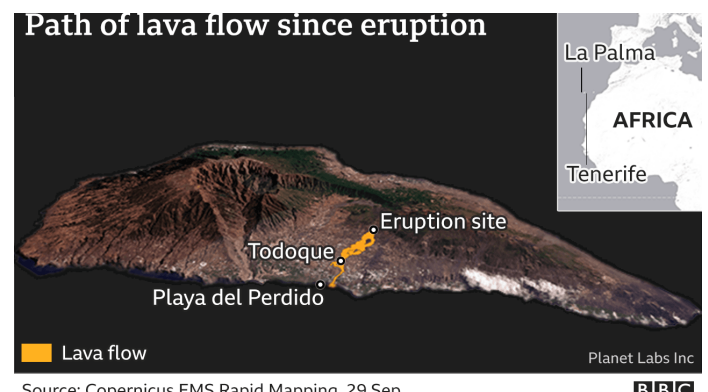 Path of lava flow since eruption
La Palma
AFRICA
Tenerife
Eruption site
Todoque
Playa del Perdido
Lava flow
Planet Labs Inc
Source: Copernicus EMS Rapid Mapping, 29 Sep
BBC